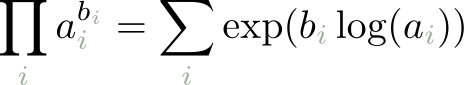 ∏_i a_i^{b_i} = ∑_i exp(b_i log(a_i))